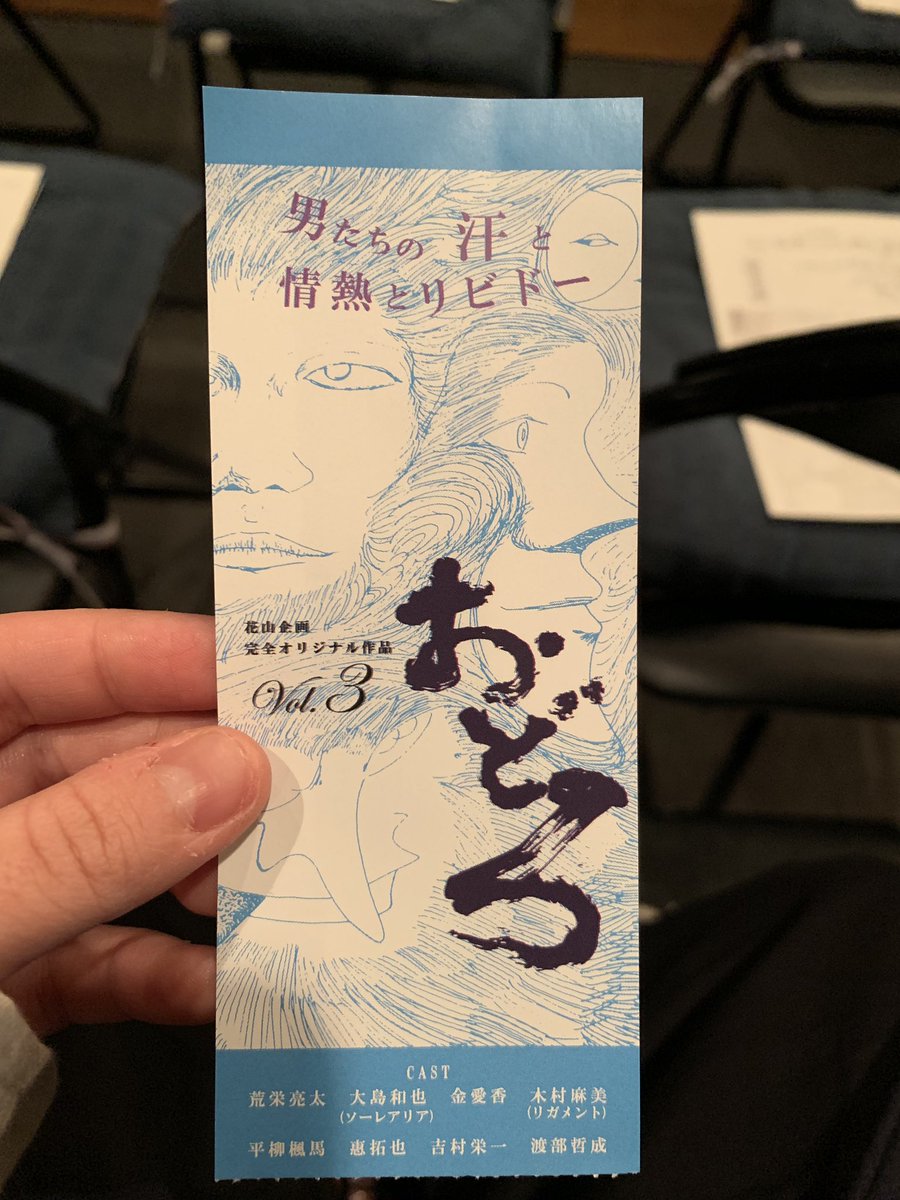 男たちの 汗と
情熱とリビドー
花山企画
完全オリジナル作品
Vol.3
おどろ
CAST
荒栄亮太 大島和也 金愛香 木村麻美
(ソーレアリア) (リガメント)
平柳楓馬 惠拓也 吉村栄一 渡部哲成